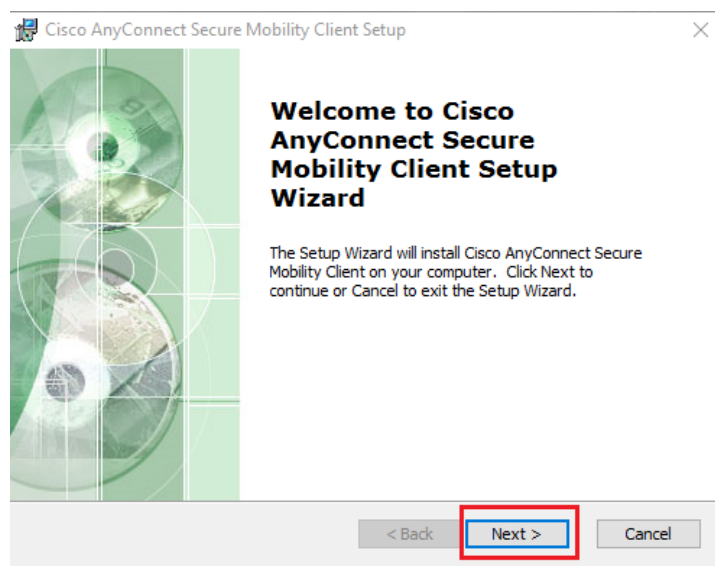 Cisco AnyConnect Secure Mobility Client Setup
Welcome to Cisco
AnyConnect Secure
Mobility Client Setup
Wizard
The Setup Wizard will install Cisco AnyConnect Secure
Mobility Client on your computer. Click Next to
continue or Cancel to exit the Setup Wizard.
< Back Next > Cancel